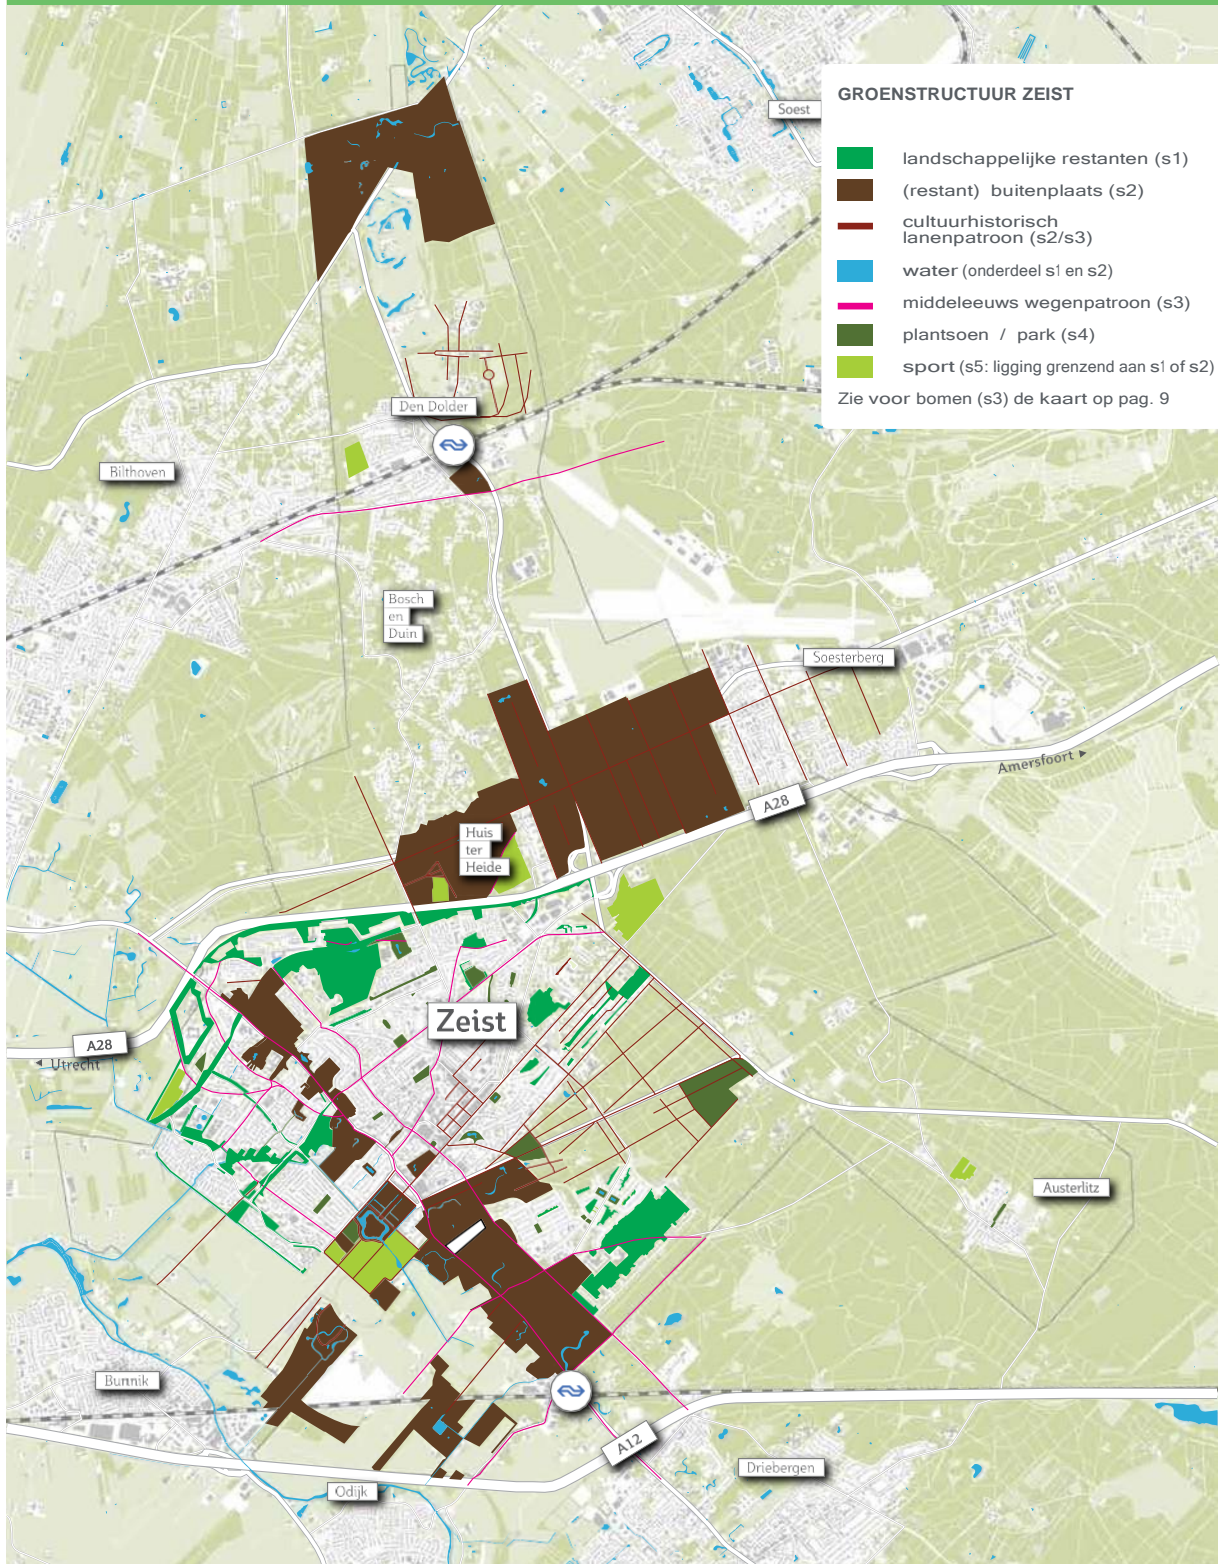 GROENSTRUCTUUR ZEIST
landschappelijke restanten (s1)
(restant) buitenplaats (s2)
cultuurhistorisch
lanenpatroon (s2/s3)
water (onderdeel s1 en s2)
middeleeuws wegenpatroon (s3)
plantsoen / park (s4)
sport (s5: ligging grenzend aan s1 of s2)
Zie voor bomen (s3) de kaart op pag. 9
Soest
Den Dolder
Bilthoven
Bosch
en
Duin
Soesterberg
Amersfoort ►
A28
Huis
ter
Heide
Zeist
A28
◄ Utrecht
Austerlitz
Bunnik
A12
Driebergen
Odijk